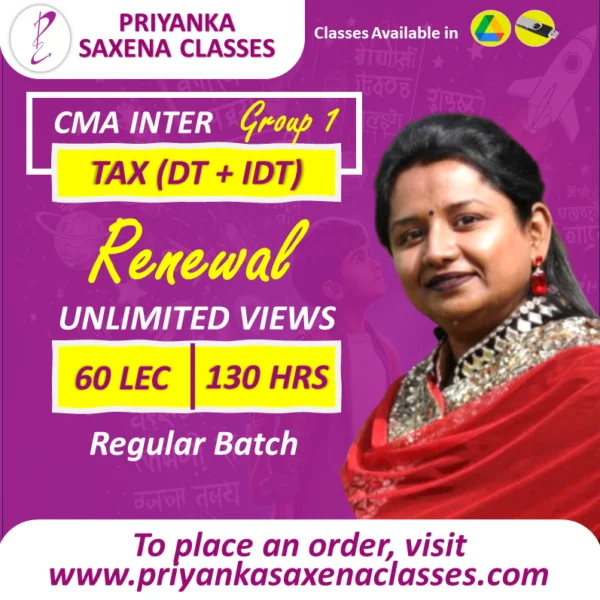 PRIYANKA
SAXENA CLASSES
Classes Available in
CMA INTER Group 1
TAX (DT + IDT)
Renewal
UNLIMITED VIEWS
60 LEC | 130 HRS
Regular Batch
To place an order, visit
www.priyankasaxenaclasses.com